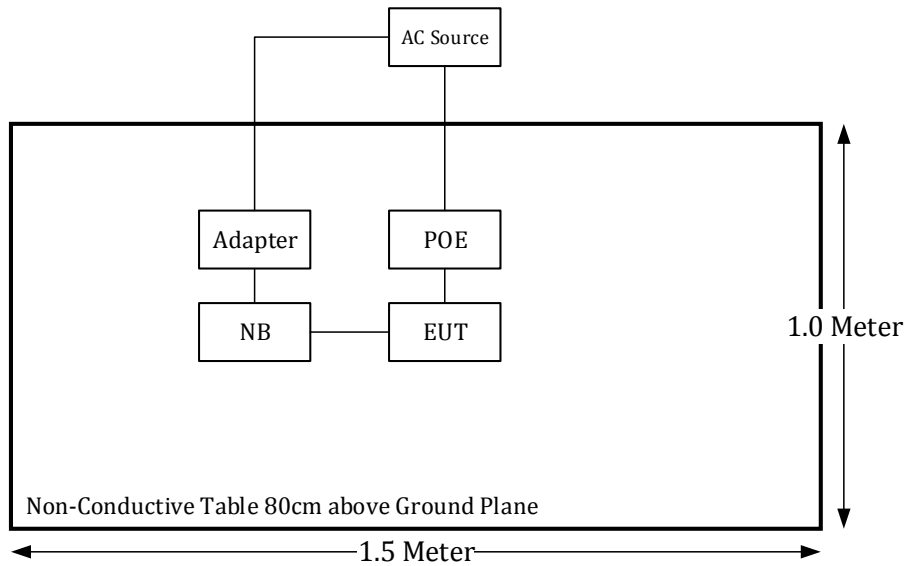 AC Source
Adapter
POE
NB
EUT
1.0 Meter
Non-Conductive Table 80cm above Ground Plane
1.5 Meter